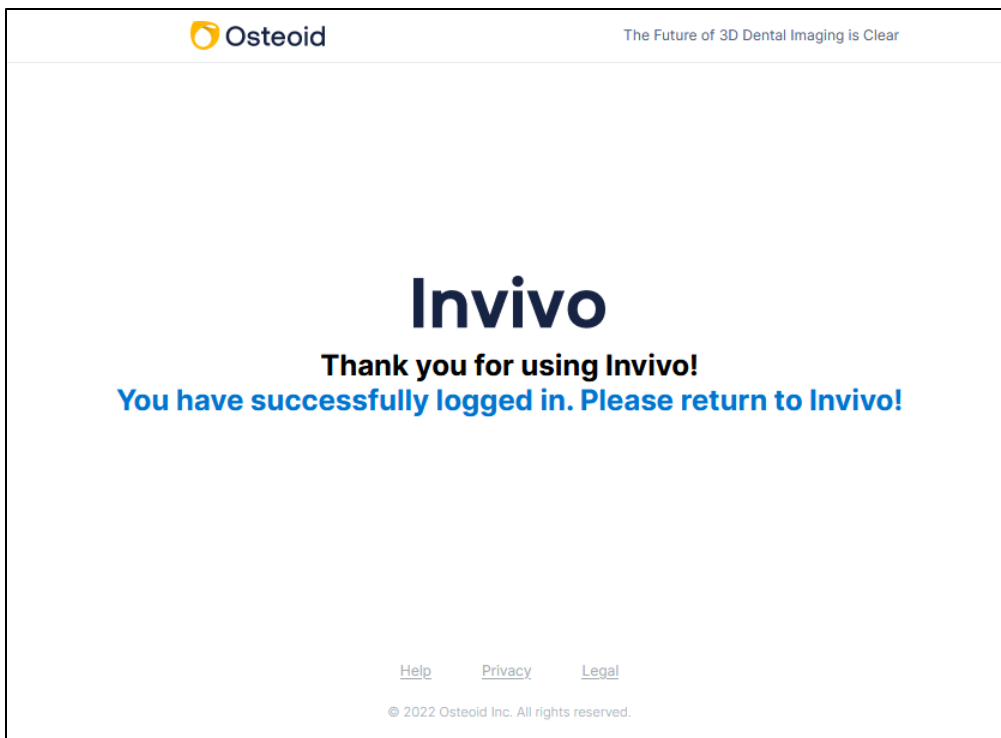 Osteoid
The Future of 3D Dental Imaging is Clear
Invivo
Thank you for using Invivo!
You have successfully logged in. Please return to Invivo!
Help Privacy Legal
© 2022 Osteoid Inc. All rights reserved.